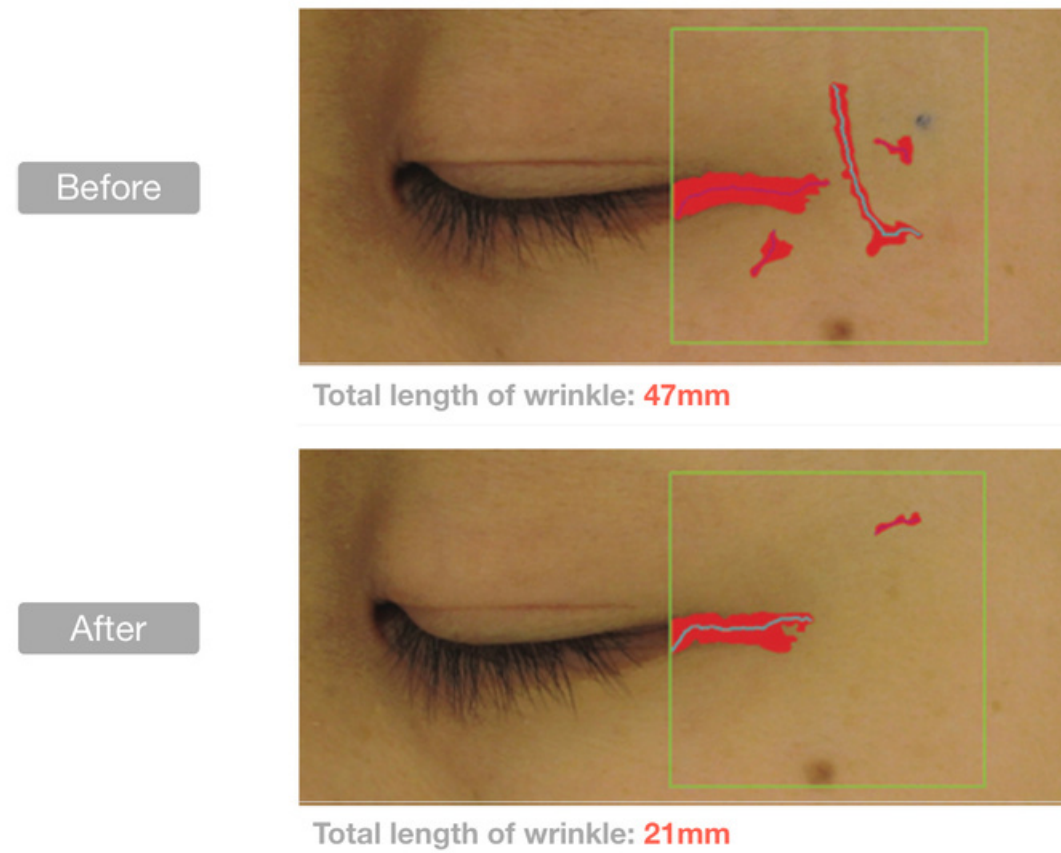 Before
Total length of wrinkle: 47mm
After
Total length of wrinkle: 21mm